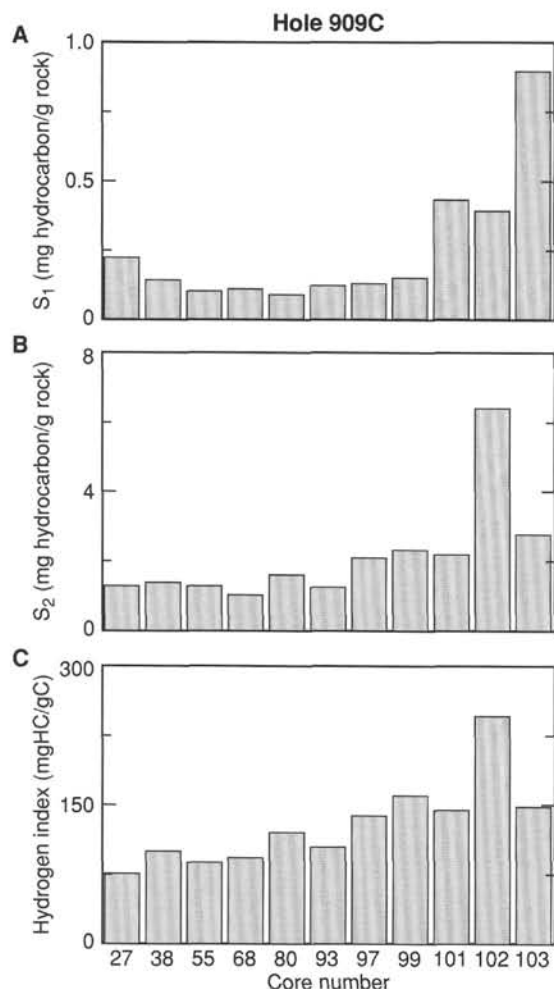 Hole 909C
A
1.0
0.5
0
S1 (mg hydrocarbon/g rock)
B
8
4
0
S2 (mg hydrocarbon/g rock)
C
300
150
0
Hydrogen index (mgHC/gC)
27 38 55 68 80 93 97 99 101 102 103
Core number